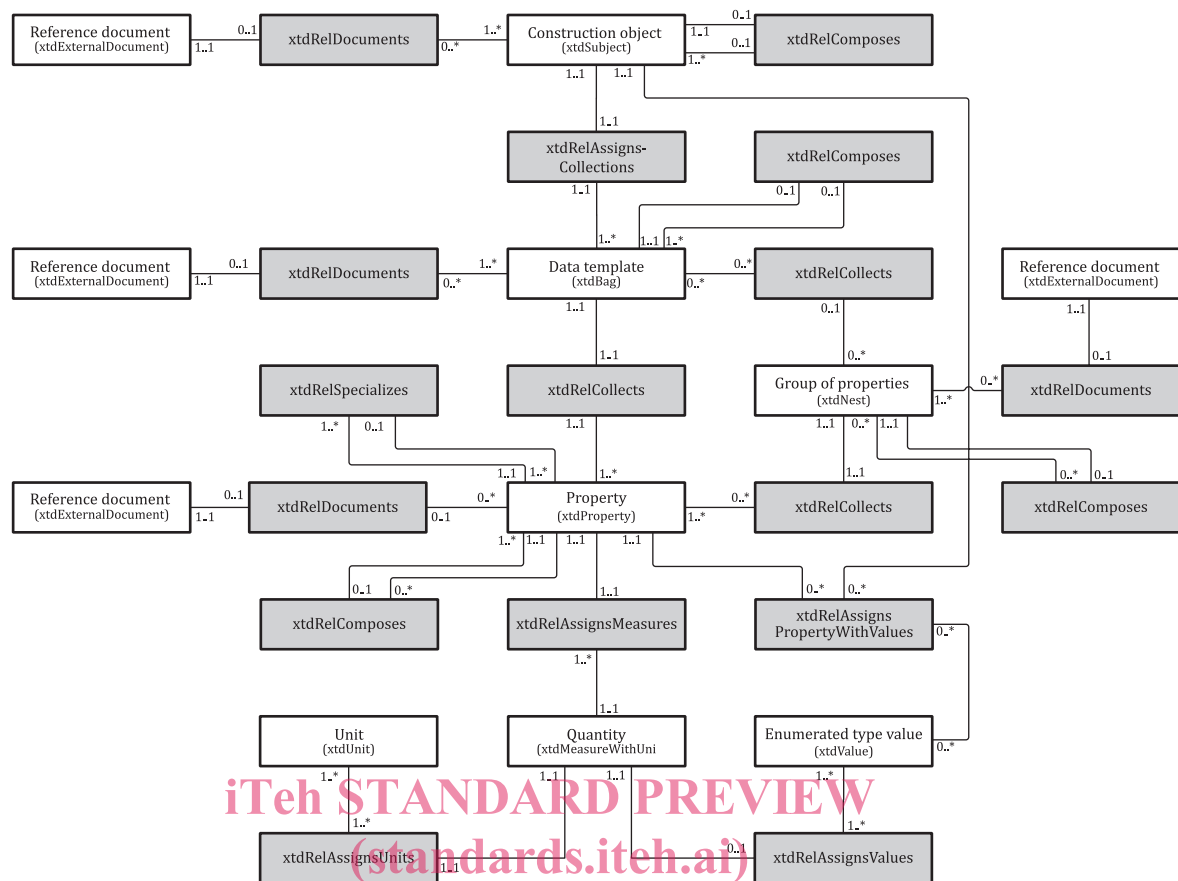 Reference document
(xtdExternalDocument)
0..1
1..1
xtdRelDocuments
1..*
0..*
Construction object
(xtdSubject)
0..1
1..1
0..1
1..*
xtdRelComposes
1..1
1..1
1..1
xtdRelAssigns-
Collections
xtdRelComposes
1..1
0..1
0..1
1..*
1..1
1..*
Reference document
(xtdExternalDocument)
0..1
1..1
xtdRelDocuments
1..*
0..*
Data template
(xtdBag)
0..*
0..*
xtdRelCollects
Reference document
(xtdExternalDocument)
1..1
0..1
1..1
1..1
0..*
0..1
xtdRelSpecializes
xtdRelCollects
Group of properties
(xtdNest)
0..*
1..*
xtdRelDocuments
1..*
0..1
1..1
1..1
0..*
1..1
1..1
1..*
1..*
1..1
0..*
0..1
Reference document
(xtdExternalDocument)
0..1
1..1
xtdRelDocuments
0..*
0..1
Property
(xtdProperty)
0..*
1..*
xtdRelCollects
xtdRelComposes
1..*
1..1
1..1
1..1
0..1
0..*
1..1
0..*
0..*
xtdRelComposes
xtdRelAssignsMeasures
xtdRelAssigns
PropertyWithValues
0..*
1..*
1..1
Unit
(xtdUnit)
Quantity
(xtdMeasureWithUni
Enumerated type value
(xtdValue)
0..*
1..*
1..1
1..1
1..*
iTeh STANDARD PREVIEW
1..*
1..*
xtdRelAssignsUnits
1..1
(standards.iteh.ai)
0..1
xtdRelAssignsValues